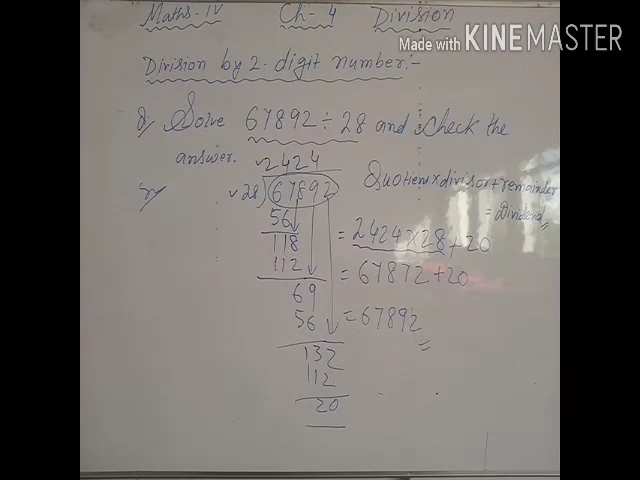 Maths-IV Ch-4 Division
Made with KINEMASTER
Division by 2-digit number:-
Q/ Solve 67892 ÷ 28 and check the
answer.
2424
28) 67892
Quotient x divisor + remainder
= Dividend
56
118
= 2424 x 28 + 20
112
= 67872 + 20
69
56
= 67892
132
112
20